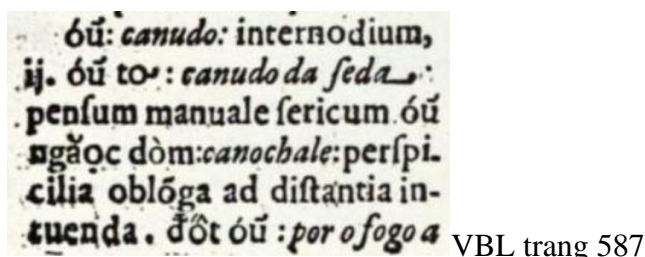 óũ: canudo: internodium,
ij. óũ tơ: canudo da ſeda:
penſum manuale ſericum. óũ
ngăọc dòm: canochale: perſpi-
cilia oblõga ad diſtantia in-
tuenda. đốt óũ: por o fogo a
VBL trang 587